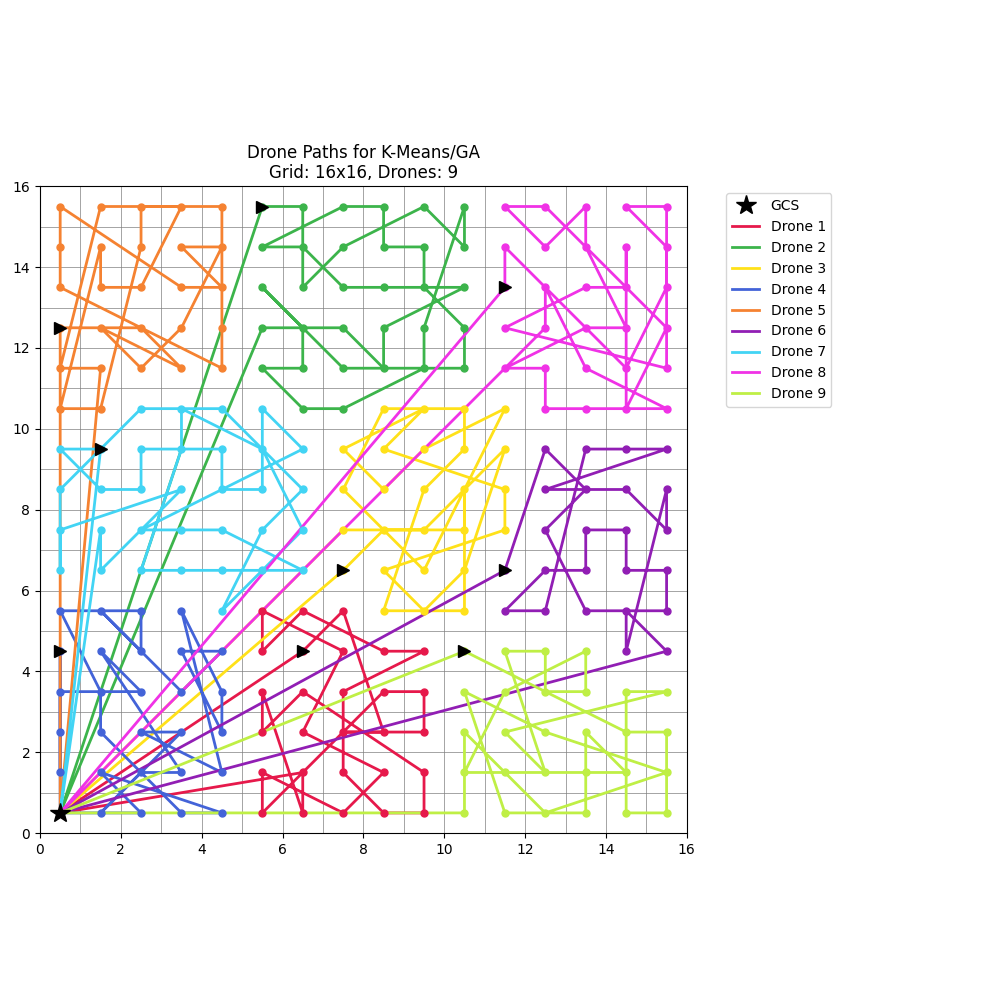 Drone Paths for K-Means/GA
Grid: 16x16, Drones: 9
16
14
12
10
8
6
4
2
0
0 2 4 6 8 10 12 14 16
GCS
Drone 1
Drone 2
Drone 3
Drone 4
Drone 5
Drone 6
Drone 7
Drone 8
Drone 9